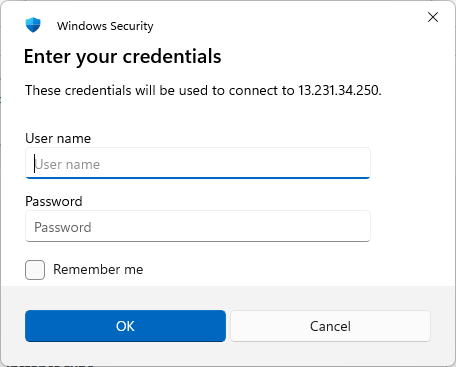 Windows Security
Enter your credentials
These credentials will be used to connect to 13.231.34.250.
User name
User name
Password
Password
Remember me
OK
Cancel